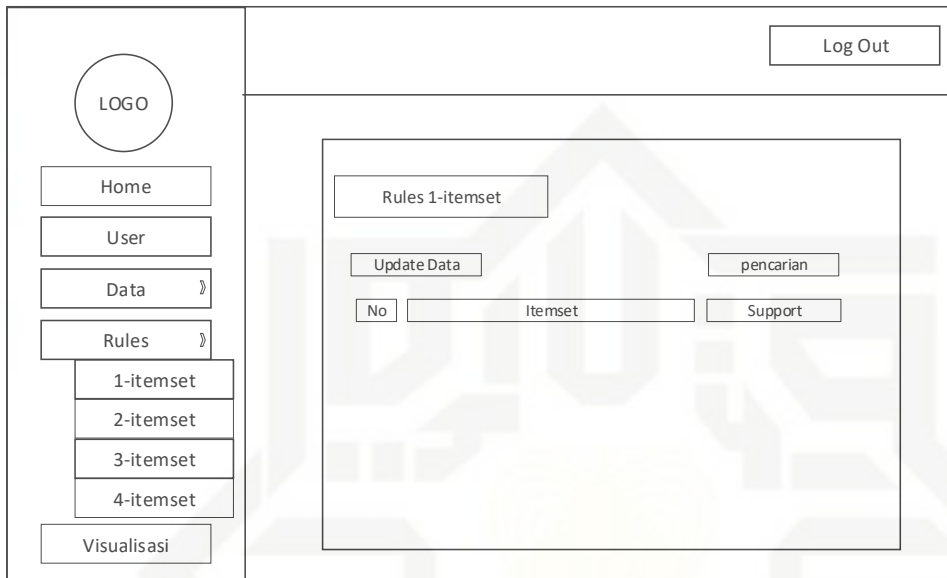 Log Out
LOGO
Home
User
Data 》
Rules 》
1-itemset
2-itemset
3-itemset
4-itemset
Visualisasi
Rules 1-itemset
Update Data
pencarian
No
Itemset
Support